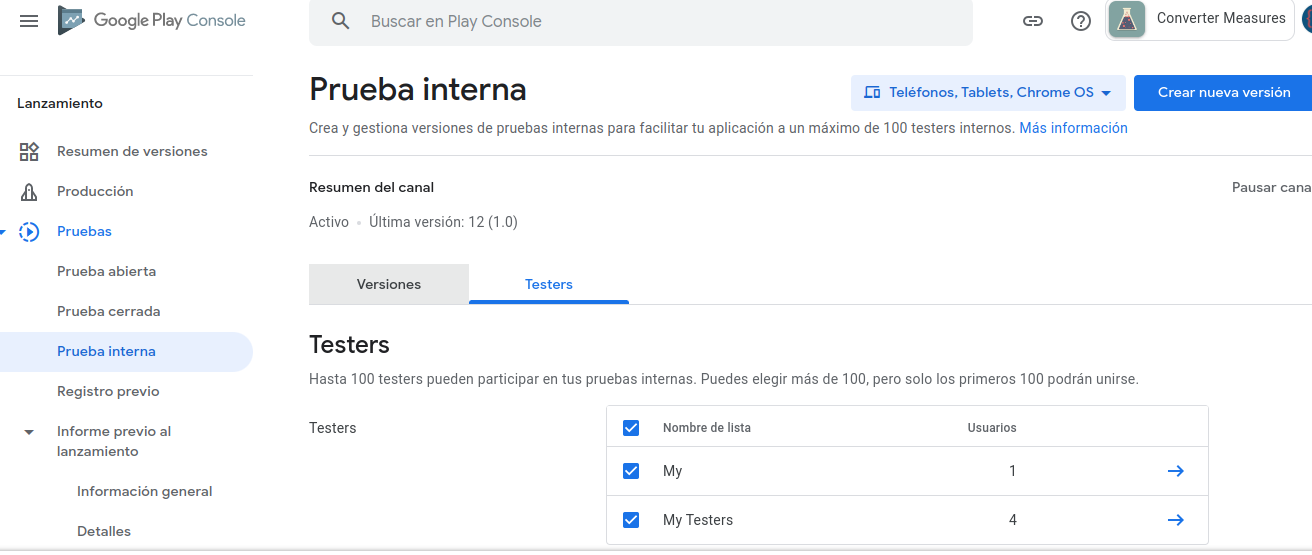 Google Play Console
Buscar en Play Console
Converter Measures
Lanzamiento
Resumen de versiones
Producción
Pruebas
Prueba abierta
Prueba cerrada
Prueba interna
Registro previo
Informe previo al
lanzamiento
Información general
Detalles
Prueba interna
Teléfonos, Tablets, Chrome OS
Crear nueva versión
Crea y gestiona versiones de pruebas internas para facilitar tu aplicación a un máximo de 100 testers internos. Más información
Resumen del canal
Pausar cana
Activo • Última versión: 12 (1.0)
Versiones
Testers
Testers
Hasta 100 testers pueden participar en tus pruebas internas. Puedes elegir más de 100, pero solo los primeros 100 podrán unirse.
Testers
Nombre de lista Usuarios
My 1
My Testers 4